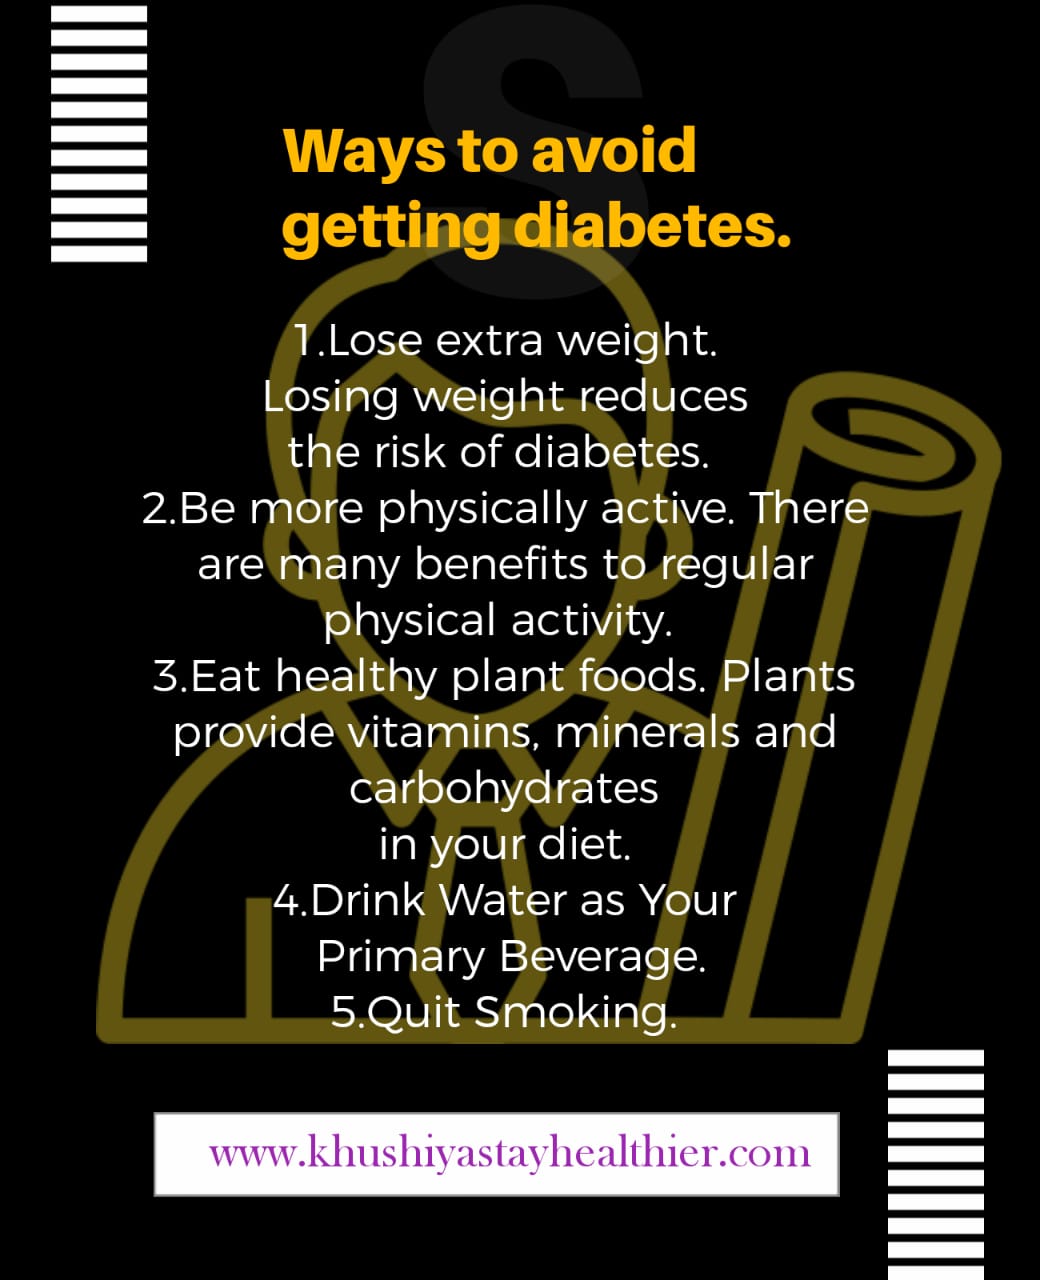 S
Ways to avoid
getting diabetes.
1.Lose extra weight.
Losing weight reduces
the risk of diabetes.
2.Be more physically active. There
are many benefits to regular
physical activity.
3.Eat healthy plant foods. Plants
provide vitamins, minerals and
carbohydrates
in your diet.
4.Drink Water as Your
Primary Beverage.
5.Quit Smoking.
www.khushiyastayhealthier.com